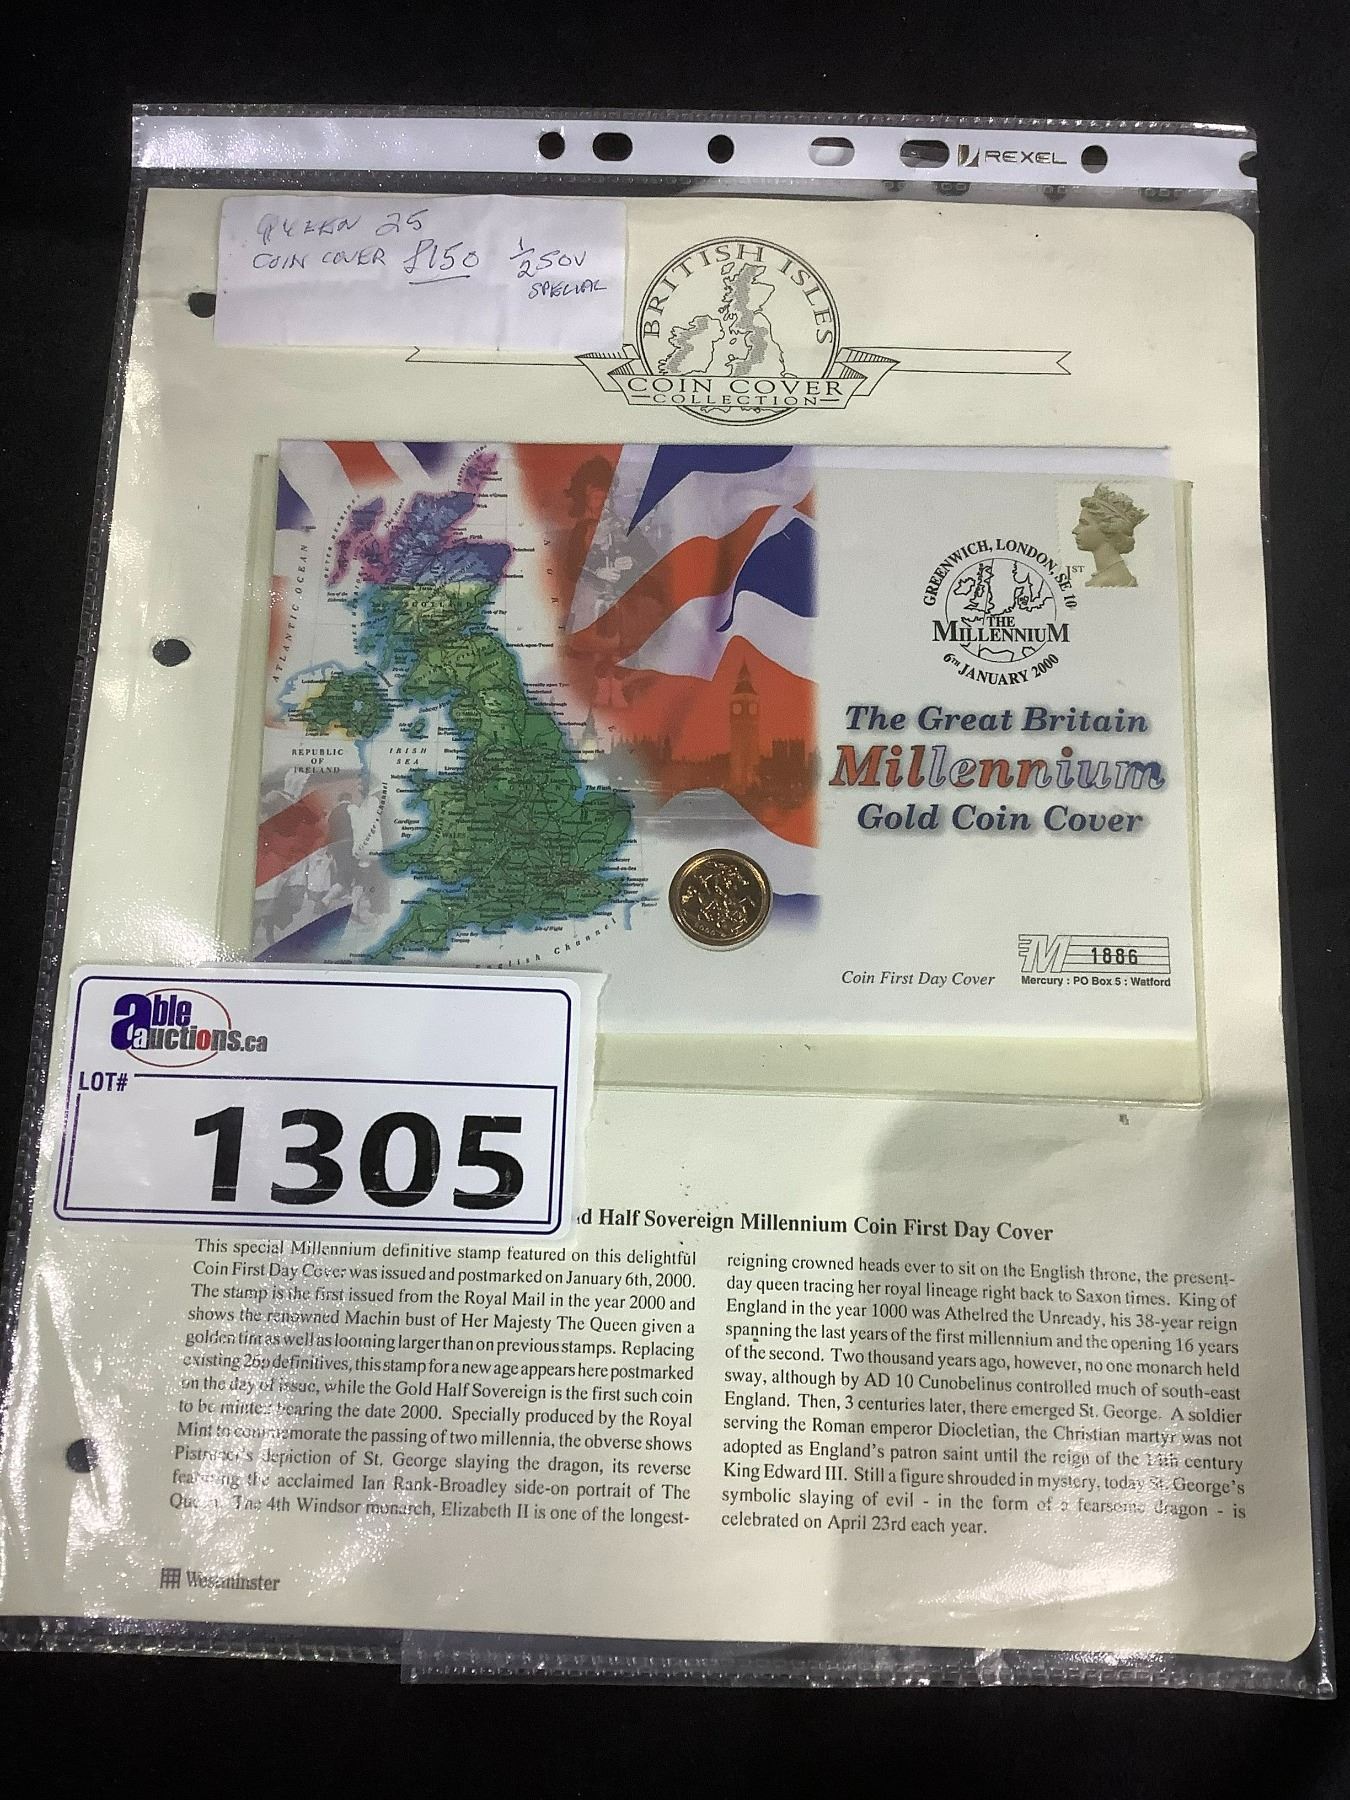 REXEL
QUEEN 25
COIN COVER £150 1/2 SOV
SPECIAL
BRITISH ISLES
COIN COVER
COLLECTION
1ST
GREENWICH, LONDON, SE 10
THE
MILLENNIUM
6TH JANUARY 2000
ATLANTIC OCEAN
SCOTLAND
REPUBLIC
OF
IRELAND
IRISH
SEA
WALES
English Channel
The Great Britain
Millennium
Gold Coin Cover
Coin First Day Cover
M 1886
Mercury : PO Box 5 : Watford
able
auctions.ca
LOT#
1305
Half Sovereign Millennium Coin First Day Cover
This special Millennium definitive stamp featured on this delightful
Coin First Day Cover was issued and postmarked on January 6th, 2000.
The stamp is the first issued from the Royal Mail in the year 2000 and
shows the renowned Machin bust of Her Majesty The Queen given a
golden tint as well as looming larger than on previous stamps. Replacing
existing 26p definitives, this stamp for a new age appears here postmarked
on the day of issue, while the Gold Half Sovereign is the first such coin
to be minted bearing the date 2000. Specially produced by the Royal
Mint to commemorate the passing of two millennia, the obverse shows
Pistrucci's depiction of St. George slaying the dragon, its reverse
featuring the acclaimed Ian Rank-Broadley side-on portrait of The
Queen. The 4th Windsor monarch, Elizabeth II is one of the longest-
reigning crowned heads ever to sit on the English throne, the present-
day queen tracing her royal lineage right back to Saxon times. King of
England in the year 1000 was Athelred the Unready, his 38-year reign
spanning the last years of the first millennium and the opening 16 years
of the second. Two thousand years ago, however, no one monarch held
sway, although by AD 10 Cunobelinus controlled much of south-east
England. Then, 3 centuries later, there emerged St. George. A soldier
serving the Roman emperor Diocletian, the Christian martyr was not
adopted as England's patron saint until the reign of the 14th century
King Edward III. Still a figure shrouded in mystery, today St. George's
symbolic slaying of evil - in the form of a fearsome dragon - is
celebrated on April 23rd each year.
Westminster